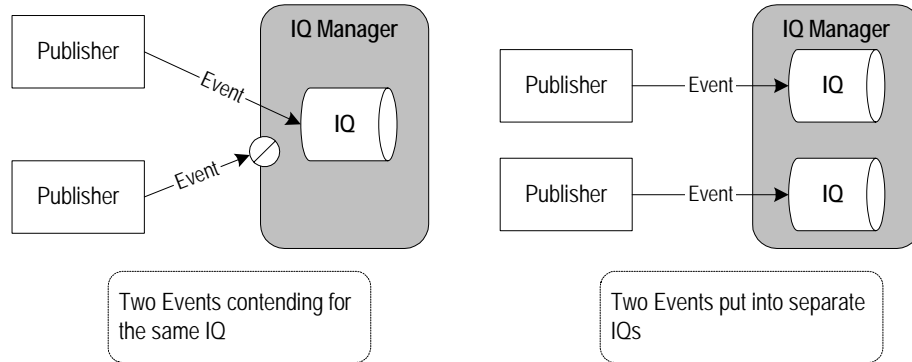 IQ Manager
Publisher
Event
IQ
Event
Publisher
Two Events contending for
the same IQ
IQ Manager
Publisher
Event
IQ
Publisher
Event
IQ
Two Events put into separate
IQs